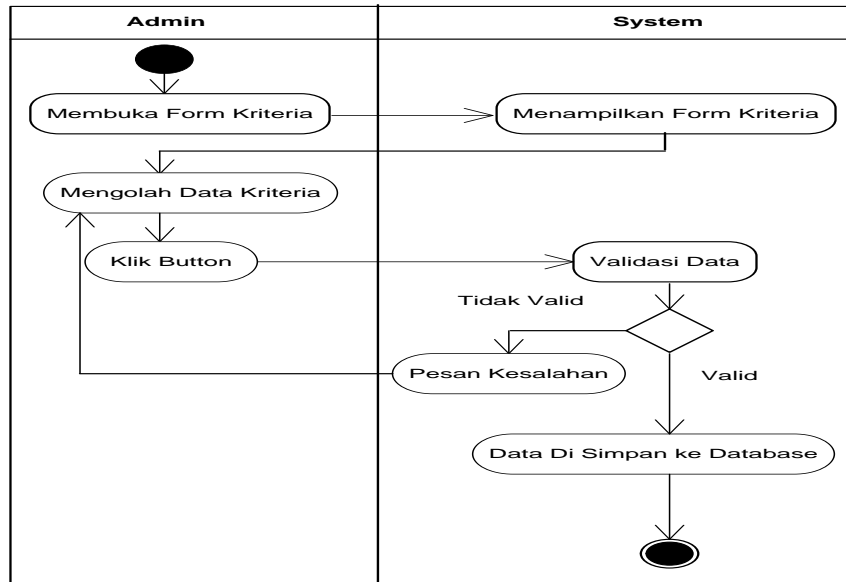 Admin
System
Membuka Form Kriteria
Menampilkan Form Kriteria
Mengolah Data Kriteria
Klik Button
Validasi Data
Tidak Valid
Pesan Kesalahan
Valid
Data Di Simpan ke Database